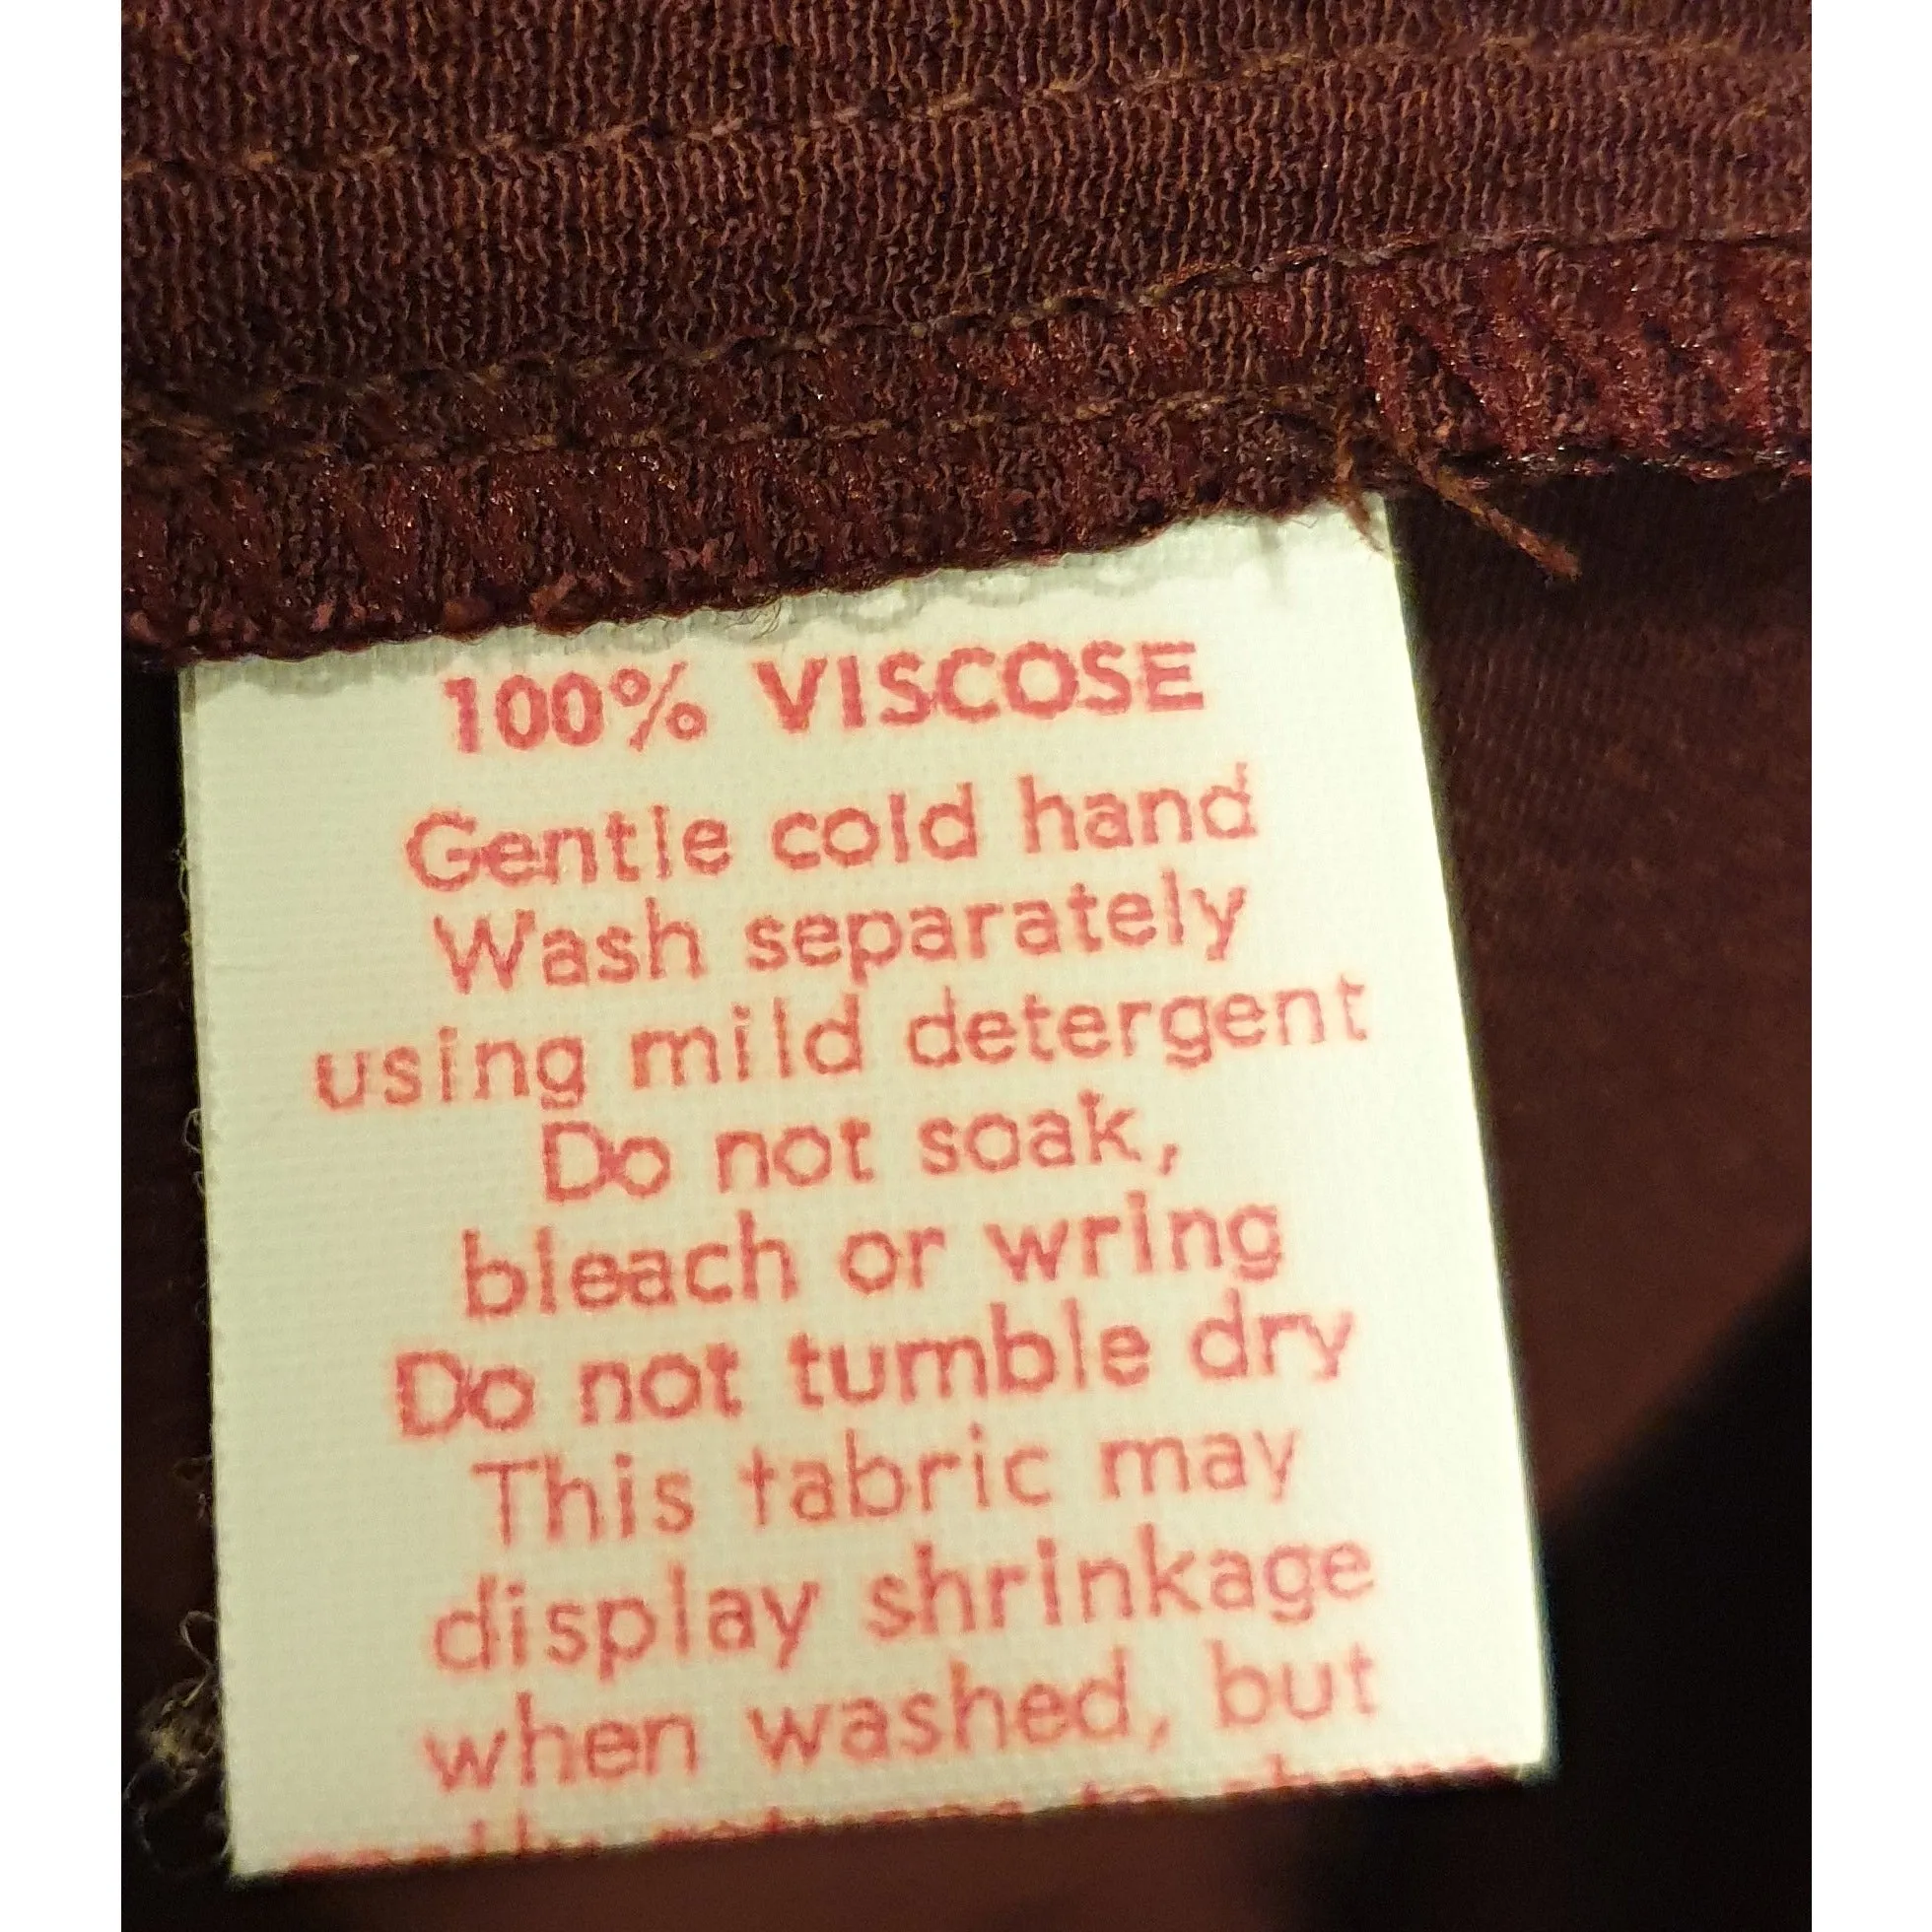 100% VISCOSE
Gentle cold hand
Wash separately
using mild detergent
Do not soak,
bleach or wring
Do not tumble dry
This fabric may
display shrinkage
when washed, but